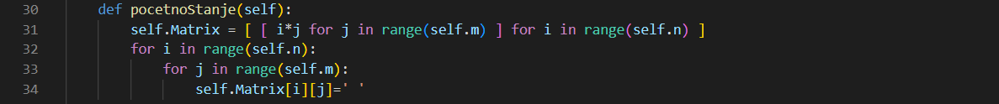 30 def pocetnoStanje(self):
31 self.Matrix = [ [ i*j for j in range(self.m) ] for i in range(self.n) ]
32 for i in range(self.n):
33 for j in range(self.m):
34 self.Matrix[i][j]=' '